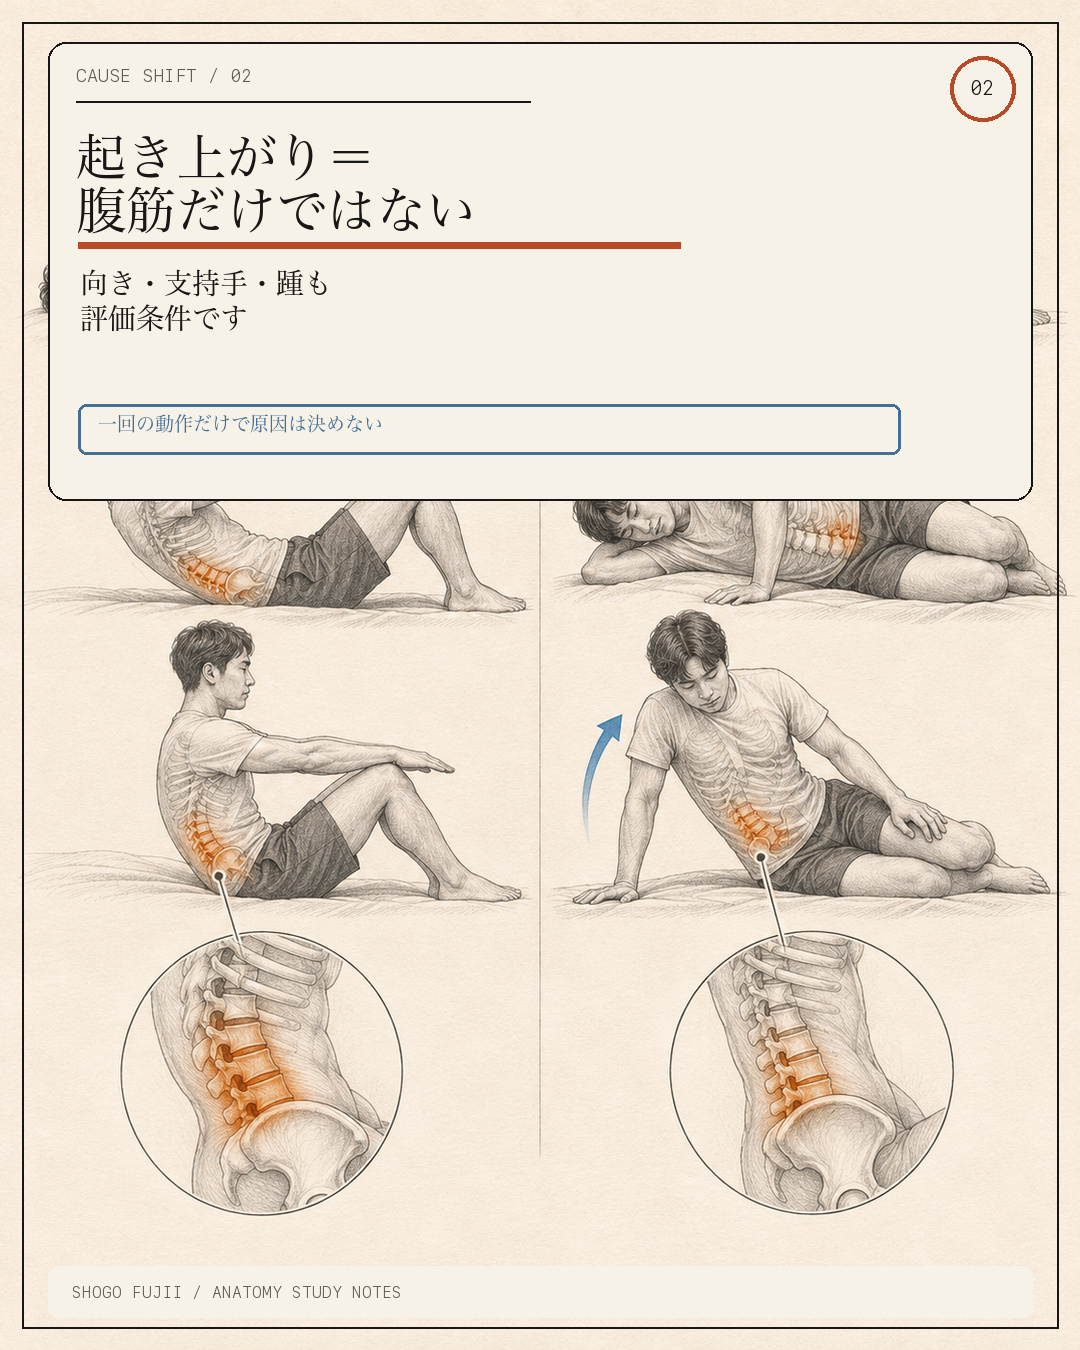 CAUSE SHIFT / 02
02
起き上がり＝
腹筋だけではない
向き・支持手・踵も
評価条件です
一回の動作だけで原因は決めない
SHOGO FUJII / ANATOMY STUDY NOTES